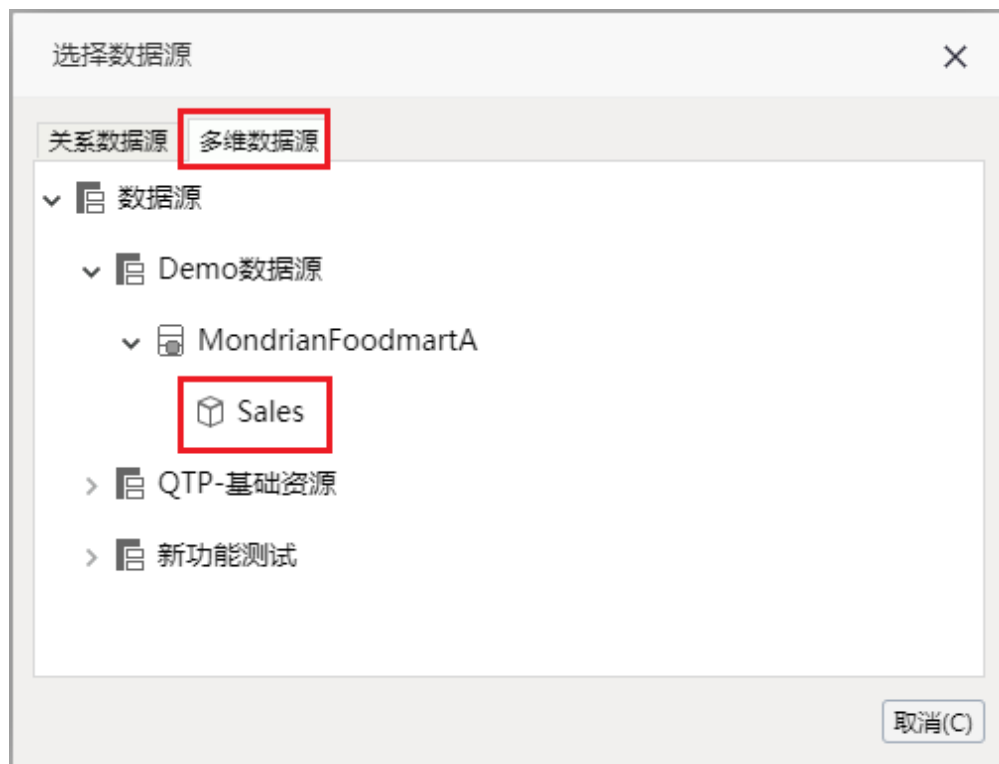 选择数据源
关系数据源 多维数据源
数据源
Demo数据源
MondrianFoodmartA
Sales
QTP-基础资源
新功能测试
取消(C)